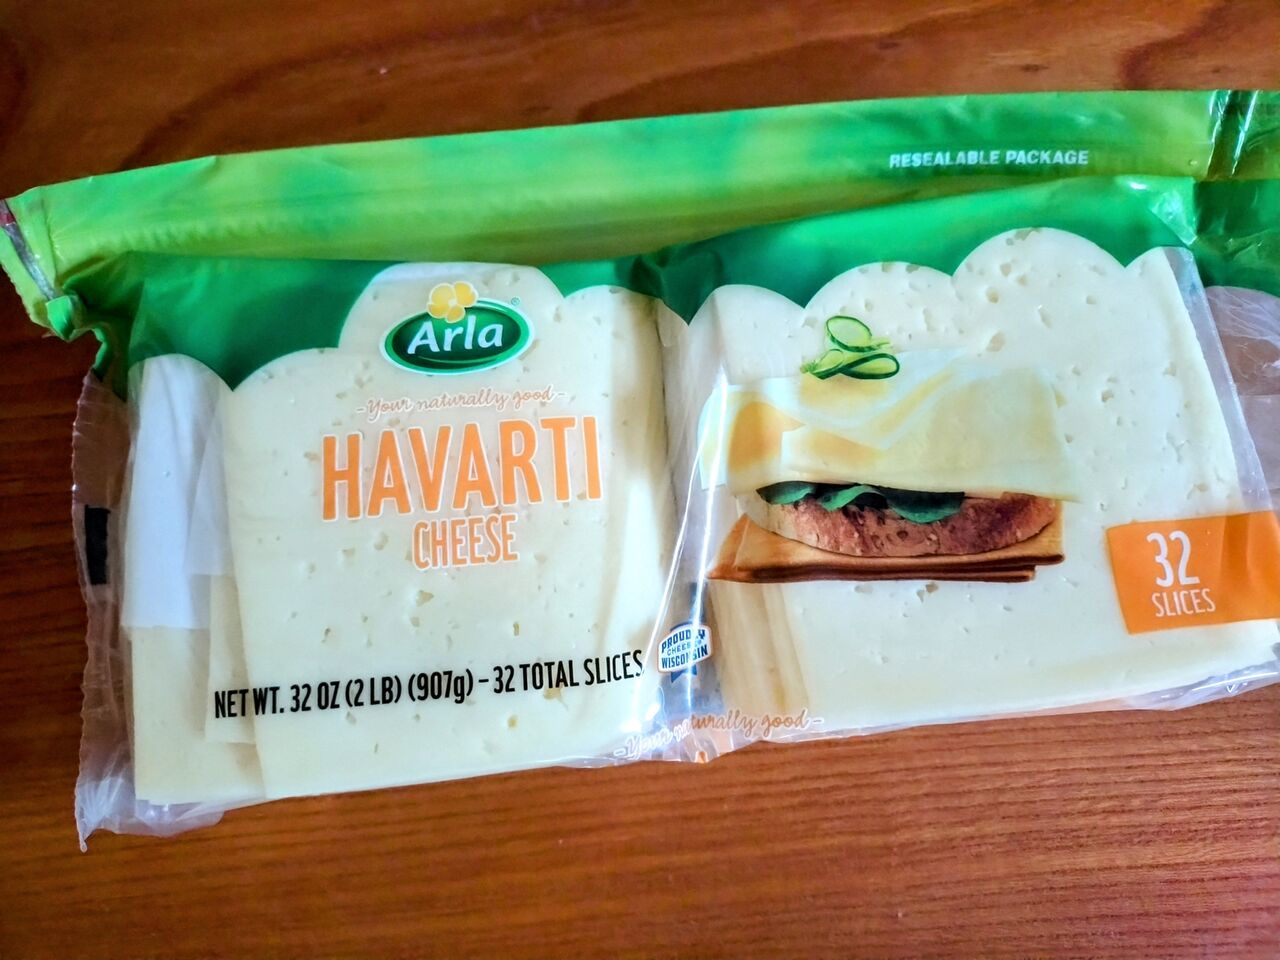 RESEALABLE PACKAGE
Arla®
-Your naturally good-
HAVARTI
CHEESE
NET WT. 32 OZ (2 LB) (907g) – 32 TOTAL SLICES
PROUDLY
WISCONSIN
CHEESE
32
SLICES
-Your naturally good-